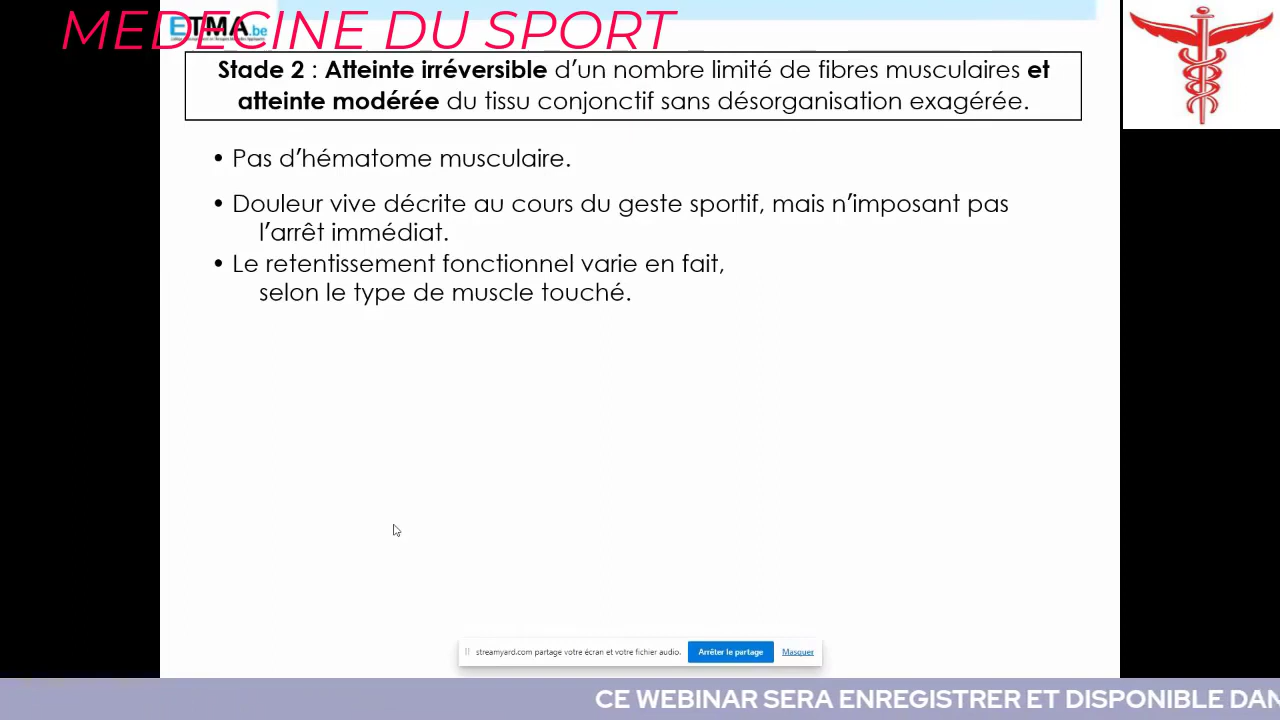 MEDECINE DU SPORT
ETMA.be
Stade 2 : Atteinte irréversible d’un nombre limité de fibres musculaires et
atteinte modérée du tissu conjonctif sans désorganisation exagérée.
• Pas d’hématome musculaire.
• Douleur vive décrite au cours du geste sportif, mais n’imposant pas
l’arrêt immédiat.
• Le retentissement fonctionnel varie en fait,
selon le type de muscle touché.
streamyard.com partage votre écran et votre fichier audio. Arrêter le partage Masquer
CE WEBINAR SERA ENREGISTRER ET DISPONIBLE DAN